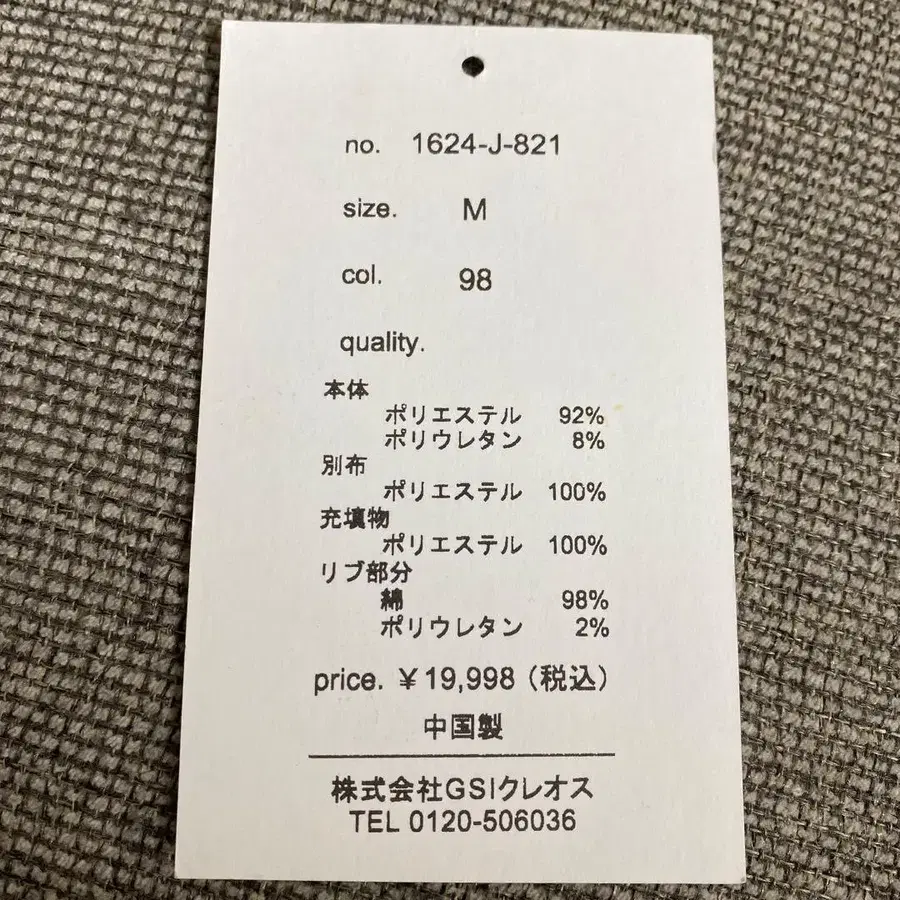 no. 1624-J-821
size. M
col. 98
quality.
本体
ポリエステル 92%
ポリウレタン 8%
別布
ポリエステル 100%
充填物
ポリエステル 100%
リブ部分
綿 98%
ポリウレタン 2%
price. ¥19,998（税込）
中国製
株式会社GSIクレオス
TEL 0120-506036